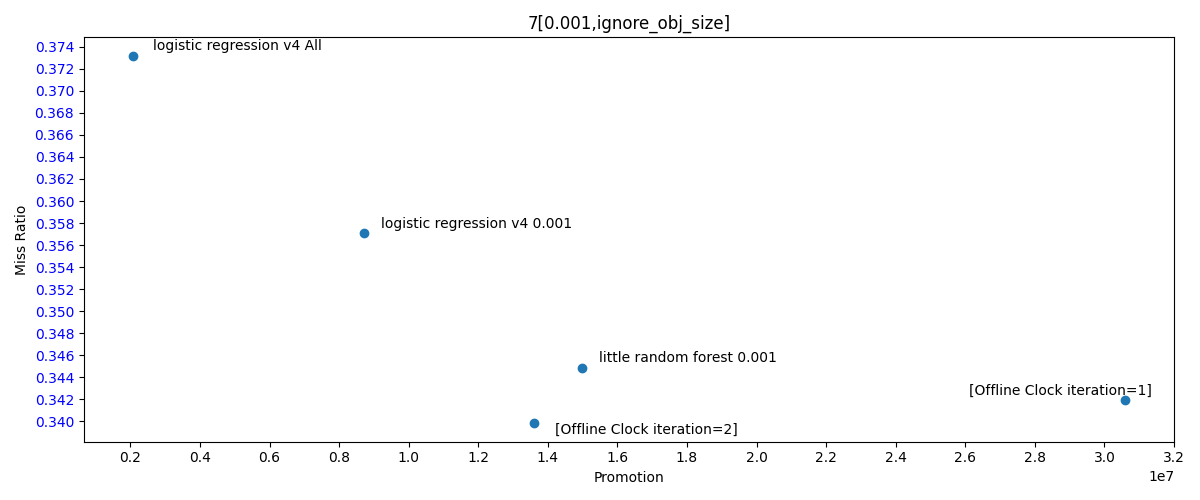 7[0.001,ignore_obj_size]
Miss Ratio
0.374
0.372
0.370
0.368
0.366
0.364
0.362
0.360
0.358
0.356
0.354
0.352
0.350
0.348
0.346
0.344
0.342
0.340
logistic regression v4 All
logistic regression v4 0.001
little random forest 0.001
[Offline Clock iteration=1]
[Offline Clock iteration=2]
0.2 0.4 0.6 0.8 1.0 1.2 1.4 1.6 1.8 2.0 2.2 2.4 2.6 2.8 3.0 3.2
1e7
Promotion